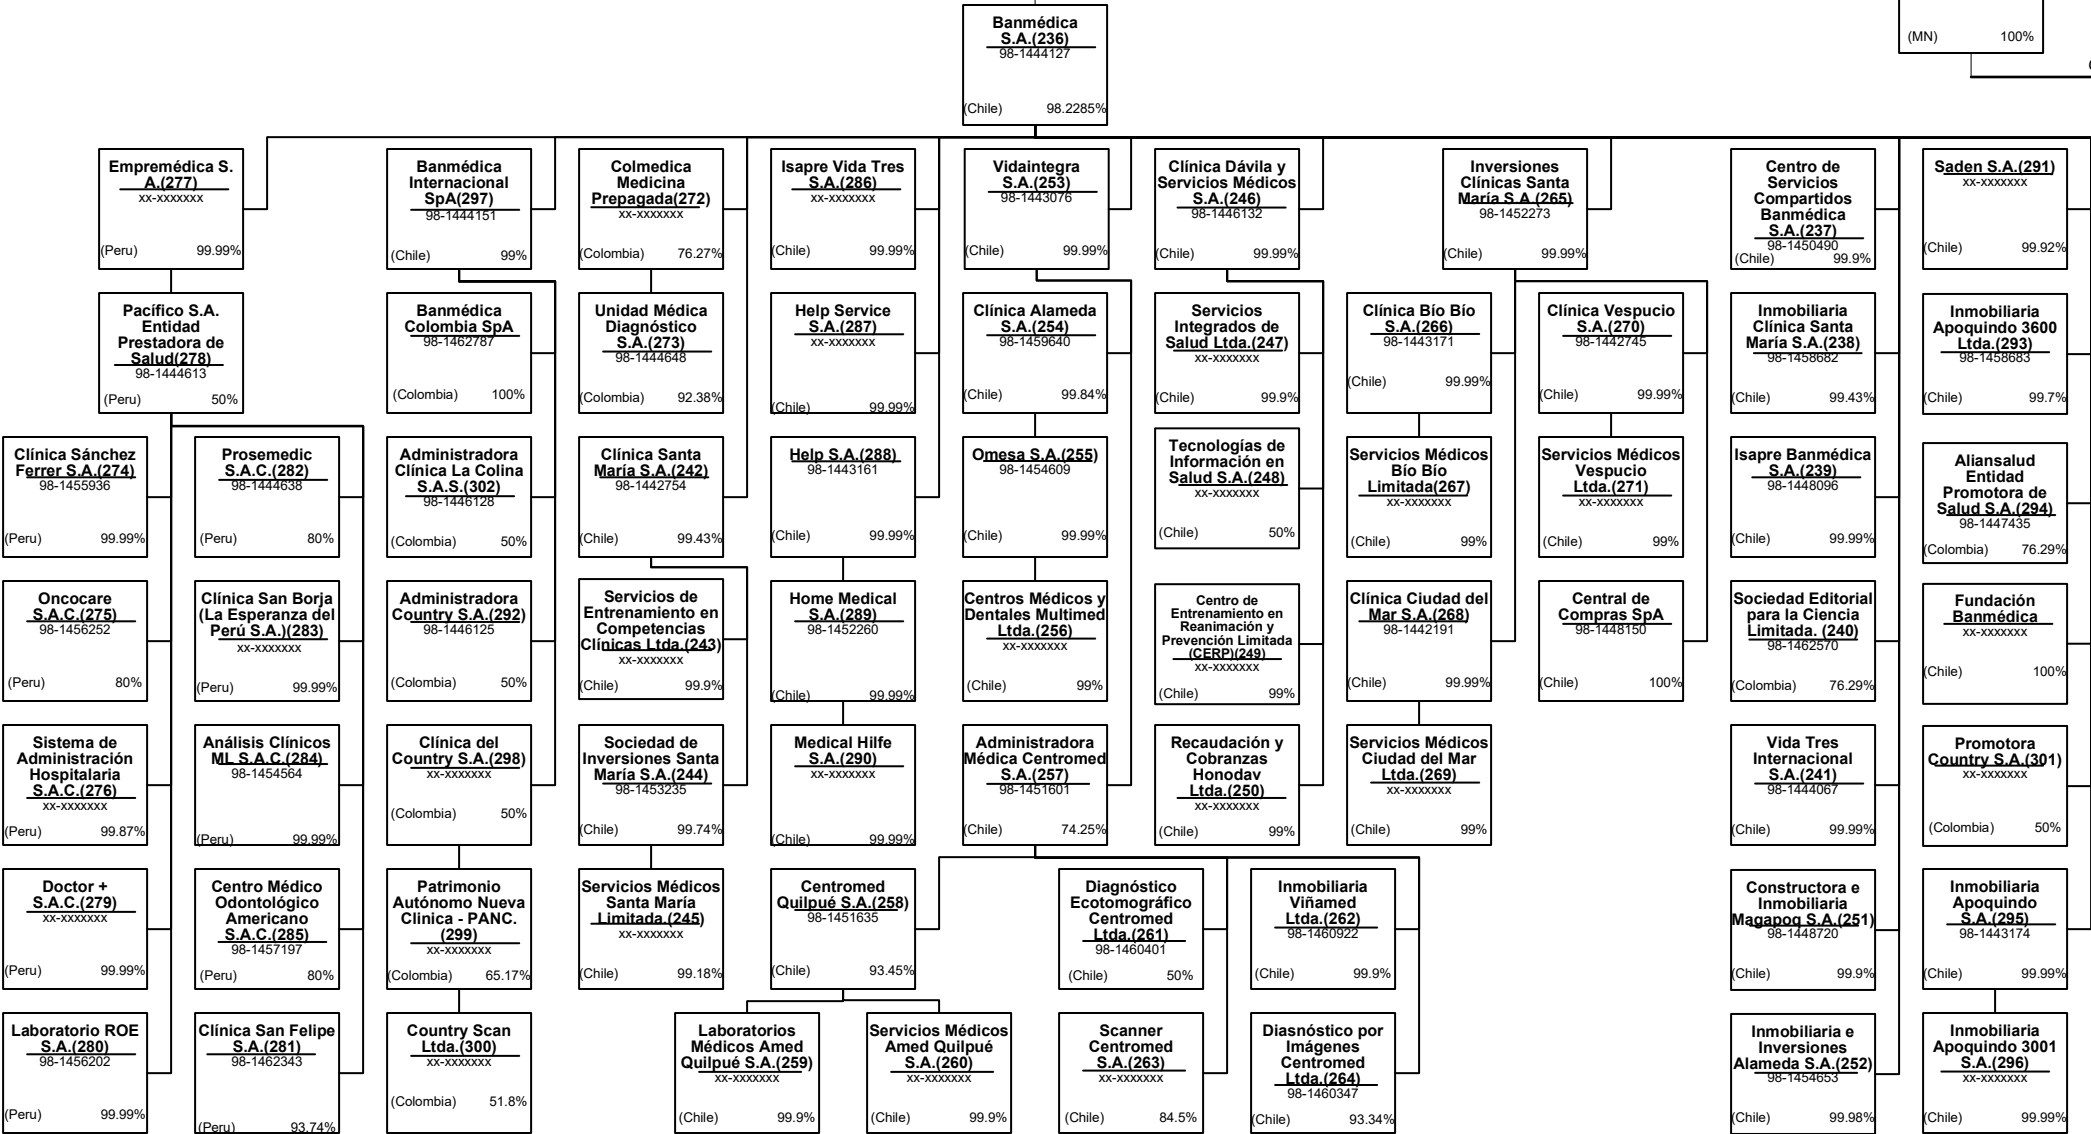 Banmédica
S.A.(236)
98-1444127
(Chile) 98.2285%
(MN) 100%
Empremédica S.
A.(277)
xx-xxxxxxx
(Peru) 99.99%
Banmédica
Internacional
SpA(297)
98-1444151
(Chile) 99%
Colmedica
Medicina
Prepagada(272)
xx-xxxxxxx
(Colombia) 76.27%
Isapre Vida Tres
S.A.(286)
xx-xxxxxxx
(Chile) 99.99%
Vidaintegra
S.A.(253)
98-1443076
(Chile) 99.99%
Clínica Dávila y
Servicios Médicos
S.A.(246)
98-1446132
(Chile) 99.99%
Inversiones
Clínicas Santa
María S.A.(265)
98-1452273
(Chile) 99.99%
Centro de
Servicios
Compartidos
Banmédica
S.A.(237)
98-1450490
(Chile) 99.9%
Saden S.A.(291)
xx-xxxxxxx
(Chile) 99.92%
Pacífico S.A.
Entidad
Prestadora de
Salud(278)
98-1444613
(Peru) 50%
Banmédica
Colombia SpA
98-1462787
(Colombia) 100%
Unidad Médica
Diagnóstico
S.A.(273)
98-1444648
(Colombia) 92.38%
Help Service
S.A.(287)
xx-xxxxxxx
(Chile) 99.99%
Clínica Alameda
S.A.(254)
98-1459640
(Chile) 99.84%
Servicios
Integrados de
Salud Ltda.(247)
xx-xxxxxxx
(Chile) 99.9%
Clínica Bío Bío
S.A.(266)
98-1443171
(Chile) 99.99%
Clínica Vespucio
S.A.(270)
98-1442745
(Chile) 99.99%
Inmobiliaria
Clínica Santa
María S.A.(238)
98-1458682
(Chile) 99.43%
Inmobiliaria
Apoquindo 3600
Ltda.(293)
98-1458683
(Chile) 99.7%
Clínica Sánchez
Ferrer S.A.(274)
98-1455936
(Peru) 99.99%
Prosemedic
S.A.C.(282)
98-1444638
(Peru) 80%
Administradora
Clínica La Colina
S.A.S.(302)
98-1446128
(Colombia) 50%
Clínica Santa
María S.A.(242)
98-1442754
(Chile) 99.43%
Help S.A.(288)
98-1443161
(Chile) 99.99%
Omesa S.A.(255)
98-1454609
(Chile) 99.99%
Tecnologías de
Información en
Salud S.A.(248)
xx-xxxxxxx
(Chile) 50%
Servicios Médicos
Bío Bío
Limitada(267)
xx-xxxxxxx
(Chile) 99%
Servicios Médicos
Vespucio
Ltda.(271)
xx-xxxxxxx
(Chile) 99%
Isapre Banmédica
S.A.(239)
98-1448096
(Chile) 99.99%
Aliansalud
Entidad
Promotora de
Salud S.A.(294)
98-1447435
(Colombia) 76.29%
Oncocare
S.A.C.(275)
98-1456252
(Peru) 80%
Clínica San Borja
(La Esperanza del
Perú S.A.)(283)
xx-xxxxxxx
(Peru) 99.99%
Administradora
Country S.A.(292)
98-1446125
(Colombia) 50%
Servicios de
Entrenamiento en
Competencias
Clínicas Ltda.(243)
xx-xxxxxxx
(Chile) 99.9%
Home Medical
S.A.(289)
98-1452260
(Chile) 99.99%
Centros Médicos y
Dentales Multimed
Ltda.(256)
xx-xxxxxxx
(Chile) 99%
Centro de
Entrenamiento en
Reanimación y
Prevención Limitada
(CERP)(249)
xx-xxxxxxx
(Chile) 99%
Clínica Ciudad del
Mar S.A.(268)
98-1442191
(Chile) 99.99%
Central de
Compras SpA
98-1448150
(Chile) 100%
Sociedad Editorial
para la Ciencia
Limitada. (240)
98-1462570
(Colombia) 76.29%
Fundación
Banmédica
xx-xxxxxxx
(Chile) 100%
Sistema de
Administración
Hospitalaria
S.A.C.(276)
xx-xxxxxxx
(Peru) 99.87%
Análisis Clínicos
ML S.A.C.(284)
98-1454564
(Peru) 99.99%
Clínica del
Country S.A.(298)
xx-xxxxxxx
(Colombia) 50%
Sociedad de
Inversiones Santa
María S.A.(244)
98-1453235
(Chile) 99.74%
Medical Hilfe
S.A.(290)
xx-xxxxxxx
(Chile) 99.99%
Administradora
Médica Centromed
S.A.(257)
98-1451601
(Chile) 74.25%
Recaudación y
Cobranzas
Honodav
Ltda.(250)
xx-xxxxxxx
(Chile) 99%
Servicios Médicos
Ciudad del Mar
Ltda.(269)
xx-xxxxxxx
(Chile) 99%
Vida Tres
Internacional
S.A.(241)
98-1444067
(Chile) 99.99%
Promotora
Country S.A.(301)
xx-xxxxxxx
(Colombia) 50%
Doctor +
S.A.C.(279)
xx-xxxxxxx
(Peru) 99.99%
Centro Médico
Odontológico
Americano
S.A.C.(285)
98-1457197
(Peru) 80%
Patrimonio
Autónomo Nueva
Clinica - PANC.
(299)
xx-xxxxxxx
(Colombia) 65.17%
Servicios Médicos
Santa María
Limitada.(245)
xx-xxxxxxx
(Chile) 99.18%
Centromed
Quilpué S.A.(258)
98-1451635
(Chile) 93.45%
Diagnóstico
Ecotomográfico
Centromed
Ltda.(261)
98-1460401
(Chile) 50%
Inmobiliaria
Viñamed
Ltda.(262)
98-1460922
(Chile) 99.9%
Constructora e
Inmobiliaria
Magapoq S.A.(251)
98-1448720
(Chile) 99.9%
Inmobiliaria
Apoquindo
S.A.(295)
98-1443174
(Chile) 99.99%
Laboratorio ROE
S.A.(280)
98-1456202
(Peru) 99.99%
Clínica San Felipe
S.A.(281)
98-1462343
(Peru) 93.74%
Country Scan
Ltda.(300)
xx-xxxxxxx
(Colombia) 51.8%
Laboratorios
Médicos Amed
Quilpué S.A.(259)
xx-xxxxxxx
(Chile) 99.9%
Servicios Médicos
Amed Quilpué
S.A.(260)
xx-xxxxxxx
(Chile) 99.9%
Scanner
Centromed
S.A.(263)
xx-xxxxxxx
(Chile) 84.5%
Diasnóstico por
Imágenes
Centromed
Ltda.(264)
98-1460347
(Chile) 93.34%
Inmobiliaria e
Inversiones
Alameda S.A.(252)
98-1454653
(Chile) 99.98%
Inmobiliaria
Apoquindo 3001
S.A.(296)
xx-xxxxxxx
(Chile) 99.99%